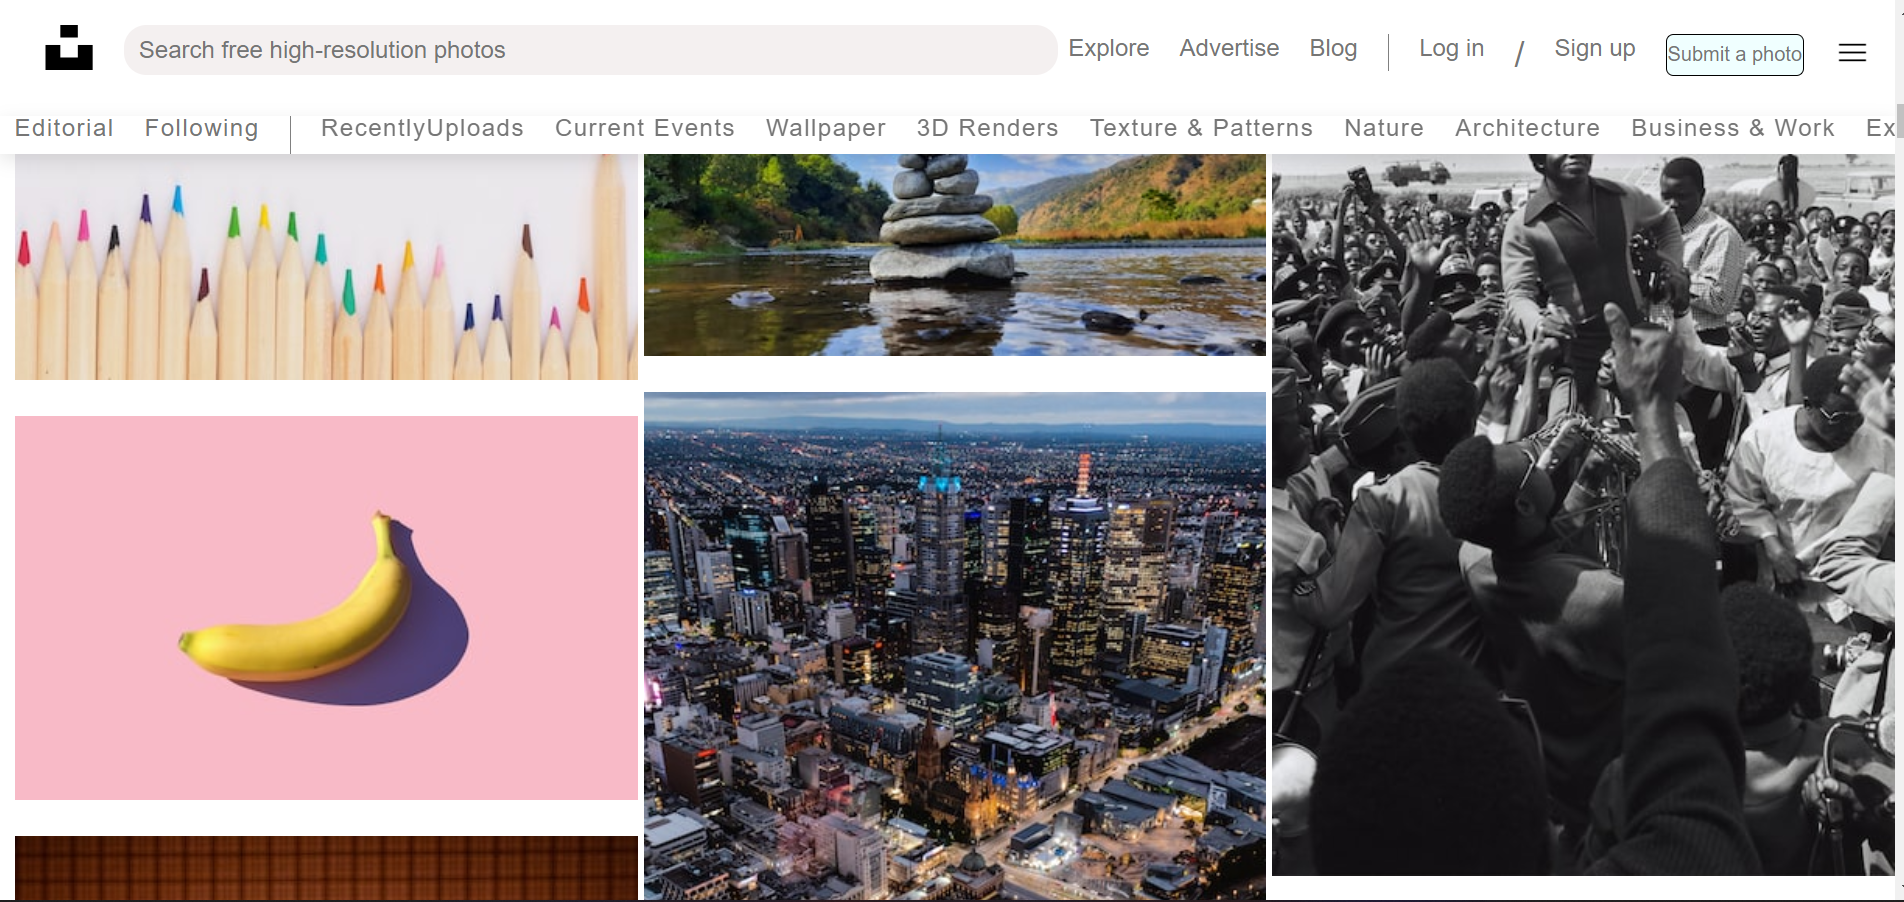 Search free high-resolution photos Explore Advertise Blog Log in / Sign up Submit a photo
Editorial Following RecentlyUploads Current Events Wallpaper 3D Renders Texture & Patterns Nature Architecture Business & Work Ex